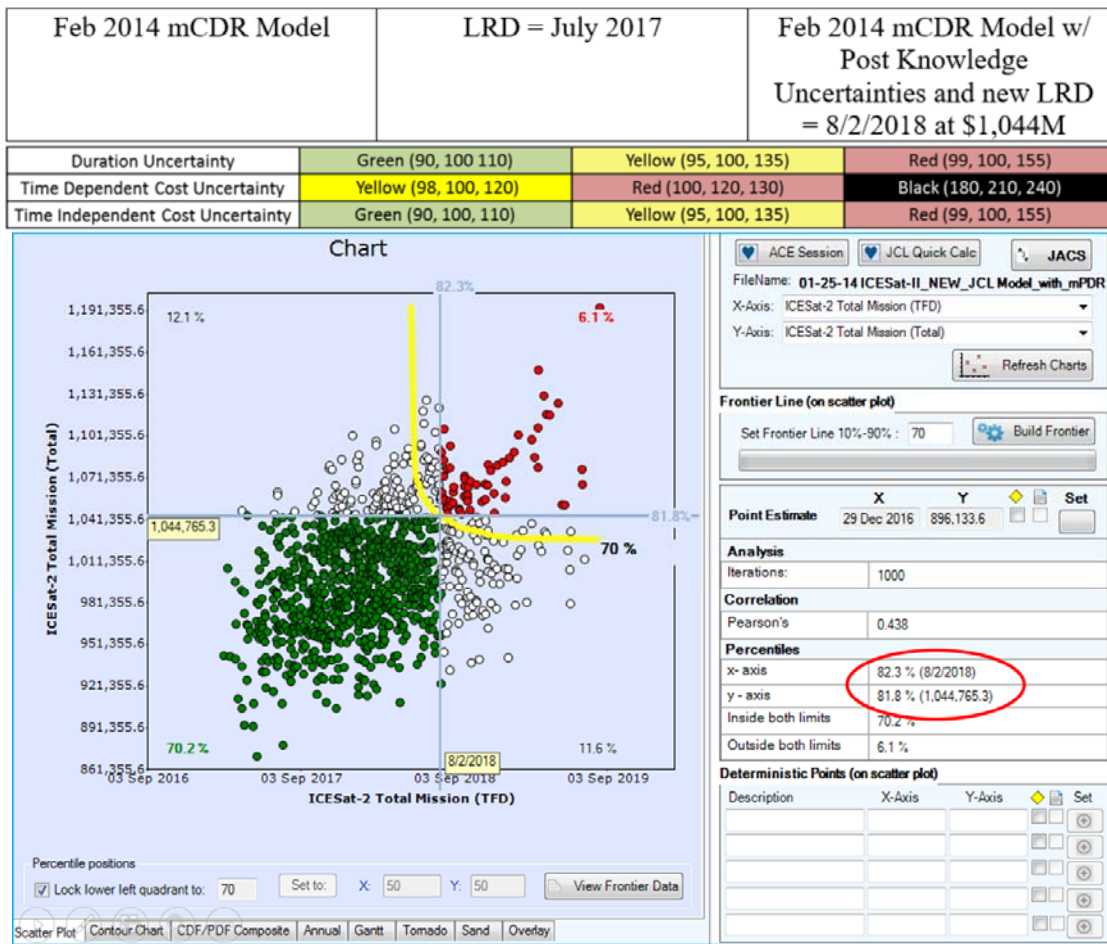 Feb 2014 mCDR Model
LRD = July 2017
Feb 2014 mCDR Model w/
Post Knowledge
Uncertainties and new LRD
= 8/2/2018 at $1,044M
Duration Uncertainty
Green (90, 100 110)
Yellow (95, 100, 135)
Red (99, 100, 155)
Time Dependent Cost Uncertainty
Yellow (98, 100, 120)
Red (100, 120, 130)
Black (180, 210, 240)
Time Independent Cost Uncertainty
Green (90, 100, 110)
Yellow (95, 100, 135)
Red (99, 100, 155)
Chart
82.3 %
1,191,355.6
12.1 %
6.1 %
1,161,355.6
1,131,355.6
1,101,355.6
1,071,355.6
1,041,355.6
1,044,765.3
81.8%
70 %
1,011,355.6
981,355.6
951,355.6
921,355.6
891,355.6
861,355.6
70.2 %
11.6 %
8/2/2018
ICESat-2 Total Mission (Total)
03 Sep 2016
03 Sep 2017
03 Sep 2018
03 Sep 2019
ICESat-2 Total Mission (TFD)
Percentile positions
Lock lower left quadrant to:
70
Set to:
X:
50
Y:
50
View Frontier Data
Scatter Plot
Contour Chart
CDF/PDF Composite
Annual
Gantt
Tornado
Sand
Overlay
ACE Session
JCL Quick Calc
JACS
FileName: 01-25-14 ICESat-II_NEW_JCL Model_with_mPDR
X-Axis: ICESat-2 Total Mission (TFD)
Y-Axis: ICESat-2 Total Mission (Total)
Refresh Charts
Frontier Line (on scatter plot)
Set Frontier Line 10%-90% : 70
Build Frontier
X
Y
Set
Point Estimate
29 Dec 2016
896,133.6
Analysis
Iterations:
1000
Correlation
Pearson's
0.438
Percentiles
x- axis
82.3 % (8/2/2018)
y - axis
81.8 % (1,044,765.3)
Inside both limits
70.2 %
Outside both limits
6.1 %
Deterministic Points (on scatter plot)
Description
X-Axis
Y-Axis
Set